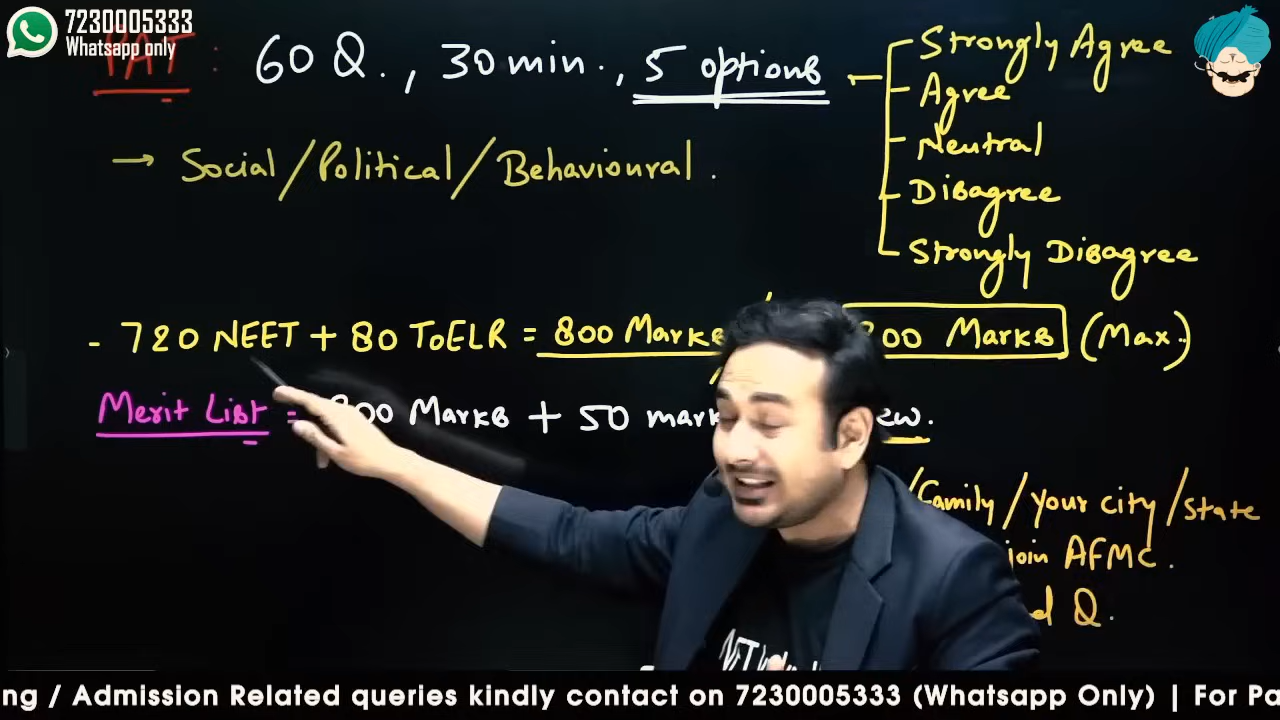 7230005333
Whatsapp only
PAT : 60 Q., 30 min., 5 options
Strongly Agree
Agree
Neutral
Disagree
Strongly Disagree
→ Social/Political/Behavioural.
- 720 NEET + 80 ToELR = 800 Marks 00 Marks (Max.)
Merit List = 00 Marks + 50 mar ew.
/Family/Your city/State
join AFMC.
d Q.
ng / Admission Related queries kindly contact on 7230005333 (Whatsapp Only) | For Pa